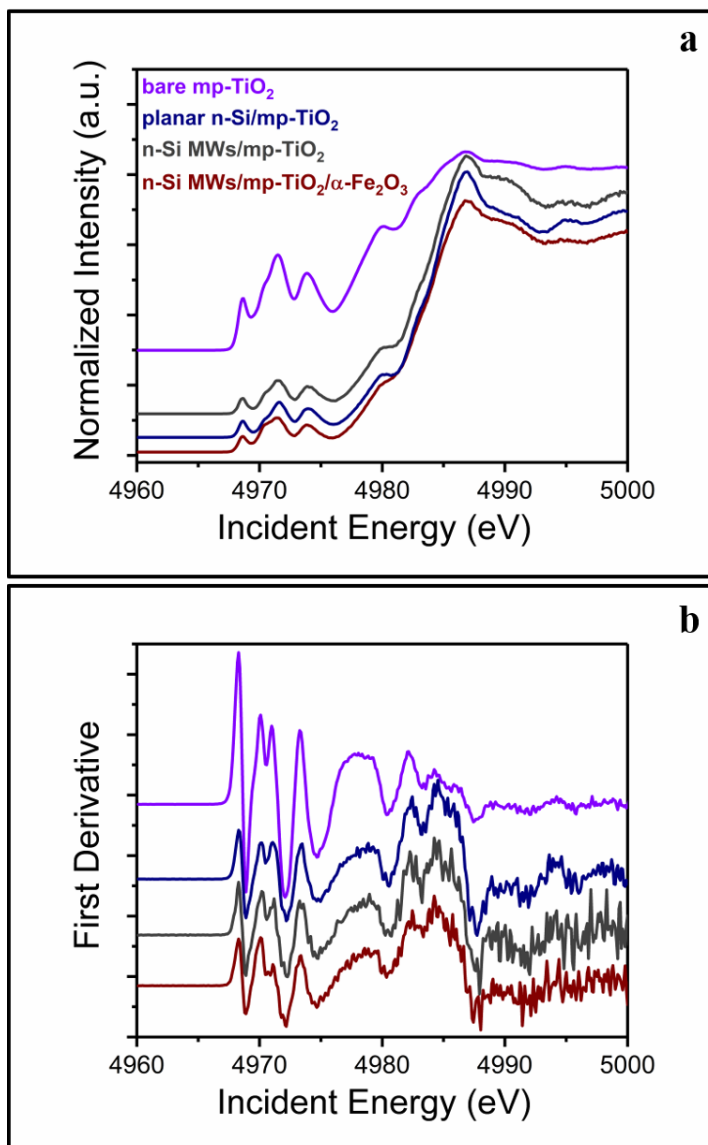 a
bare mp-TiO₂
planar n-Si/mp-TiO₂
n-Si MWs/mp-TiO₂
n-Si MWs/mp-TiO₂/α-Fe₂O₃
Normalized Intensity (a.u.)
4960 4970 4980 4990 5000
Incident Energy (eV)
b
First Derivative
4960 4970 4980 4990 5000
Incident Energy (eV)